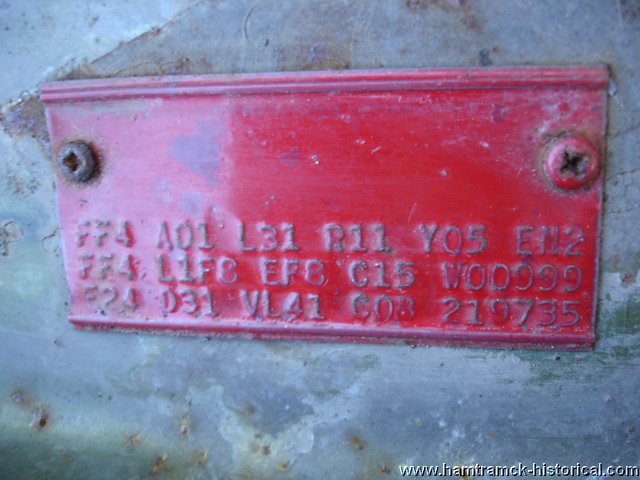 FF4 A01 L31 R11 Y05 EN2
FF4 L1F8 EF8 C15 W00999
E24 D31 VL41 C0B 219735
www.hamtramck-historical.com